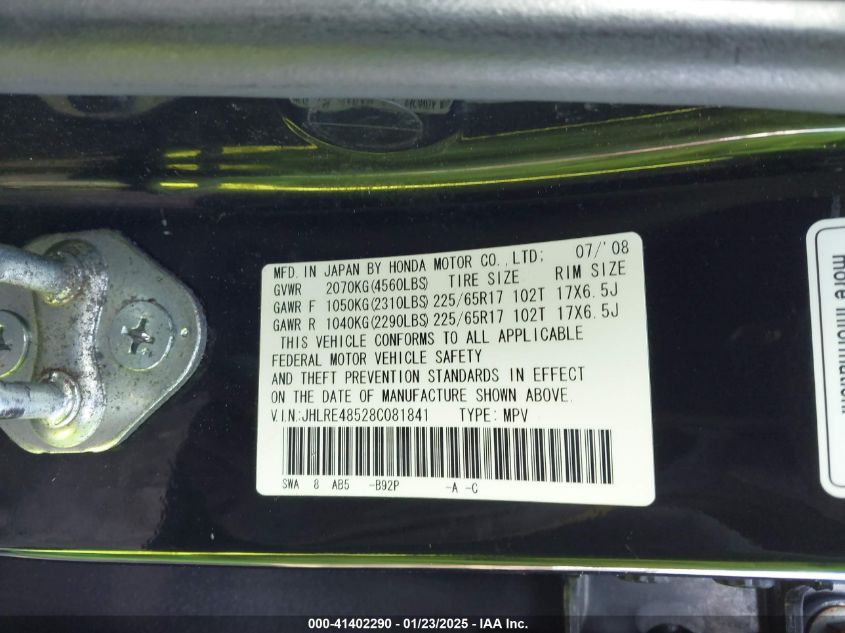 MFD. IN JAPAN BY HONDA MOTOR CO., LTD: 07/'08
GVWR 2070KG(4560LBS) TIRE SIZE RIM SIZE
GAWR F 1050KG(2310LBS) 225/65R17 102T 17X6.5J
GAWR R 1040KG(2290LBS) 225/65R17 102T 17X6.5J
THIS VEHICLE CONFORMS TO ALL APPLICABLE
FEDERAL MOTOR VEHICLE SAFETY
AND THEFT PREVENTION STANDARDS IN EFFECT
ON THE DATE OF MANUFACTURE SHOWN ABOVE.
V.I.N.:JHLRE48528C081841 TYPE: MPV
SWA 8 AB5 -B92P -A -C
more information.
000-41402290 - 01/23/2025 - IAA Inc.